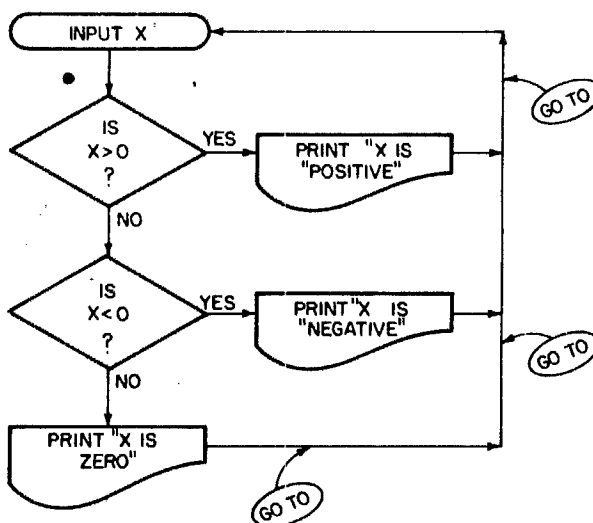 INPUT X
GO TO
IS
X>0
?
YES
PRINT "X IS
"POSITIVE"
NO
IS
X<0
?
YES
PRINT "X IS
"NEGATIVE"
GO TO
NO
PRINT "X IS
ZERO"
GO TO